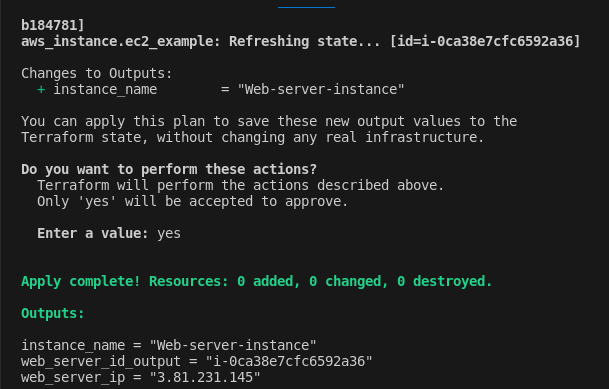 b184781]
aws_instance.ec2_example: Refreshing state... [id=i-0ca38e7cfc6592a36]
Changes to Outputs:
+ instance_name        = "Web-server-instance"
You can apply this plan to save these new output values to the
Terraform state, without changing any real infrastructure.
Do you want to perform these actions?
Terraform will perform the actions described above.
Only 'yes' will be accepted to approve.
Enter a value: yes
Apply complete! Resources: 0 added, 0 changed, 0 destroyed.
Outputs:
instance_name = "Web-server-instance"
web_server_id_output = "i-0ca38e7cfc6592a36"
web_server_ip = "3.81.231.145"